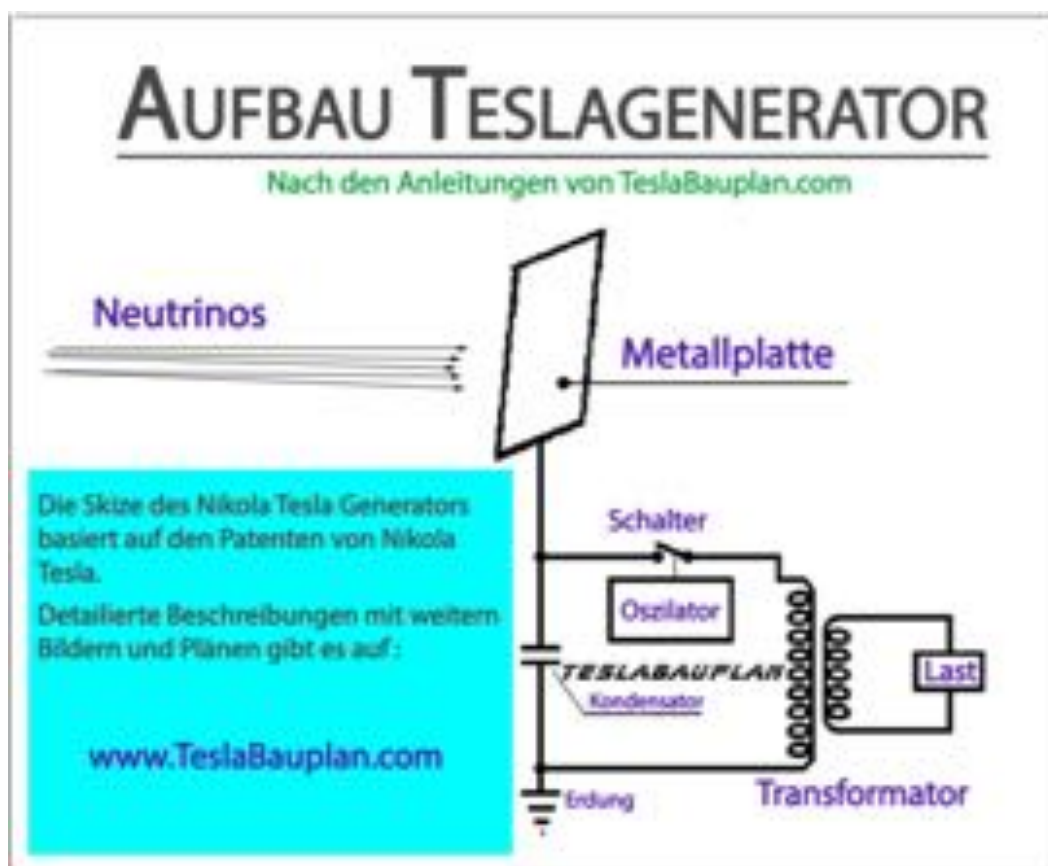 AUFBAU TESLAGENERATOR
Nach den Anleitungen von TeslaBauplan.com
Neutrinos
Metallplatte
Die Skize des Nikola Tesla Generators
basiert auf den Patenten von Nikola
Tesla.
Detailierte Beschreibungen mit weitern
Bildern und Plänen gibt es auf :
www.TeslaBauplan.com
Schalter
Oszilator
TESLABAUPLAN
Kondensator
Last
Erdung
Transformator